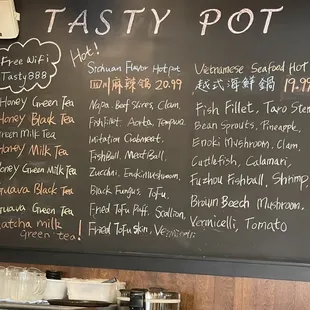 TASTY POT
Free WiFi
Tasty888
Hot!
Honey Green Tea
Honey Black Tea
Green Milk Tea
Honey Milk Tea
Honey Green Milk Tea
Guava Black Tea
Guava Green Tea
Matcha milk
Green tea!
Sichuan Flavor Hot pot
四川麻辣鍋 20.99
Napa, Beef Slices, Clam,
Fish Fillet, Tempura
Imitation Crabmeat,
FishBall, Meat Ball,
Zucchini, Enoki mushroom,
Black Fungus, Tofu,
Fried Tofu Puff, Scallion,
Fried Tofu Skin, Vermicelli
Vietnamese Seafood Hot
越式海鮮鍋 19.99
Fish Fillet, Taro Stem
Bean Sprouts, Pineapple,
Enoki Mushroom, Clam,
Cuttlefish, Calamari,
Fuzhou Fishball, Shrimp,
Brown Beech Mushroom,
Vermicelli, Tomato